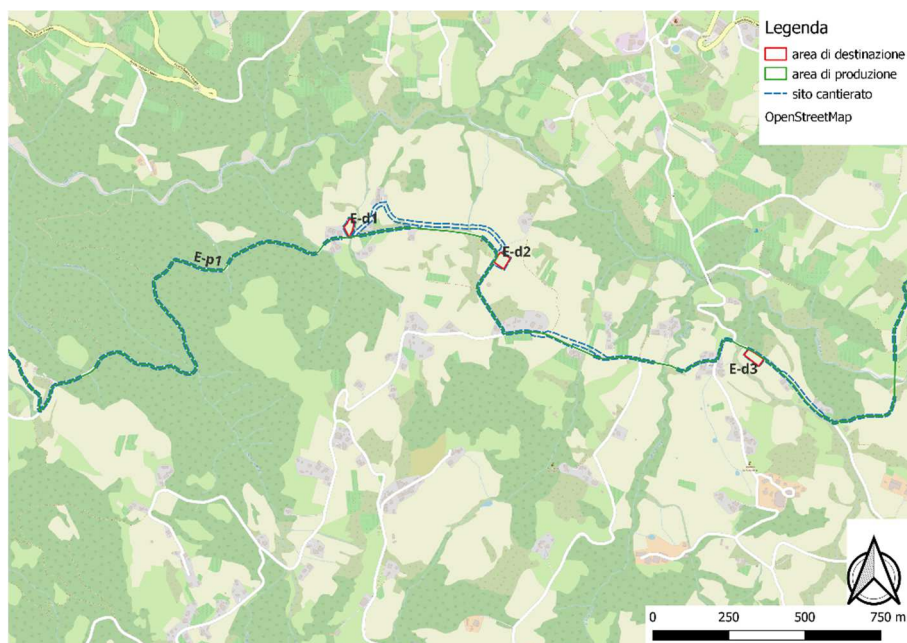 Legenda
area di destinazione
area di produzione
sito cantierato
OpenStreetMap
E-d1
E-p1
E-d2
E-d3
0 250 500 750 m